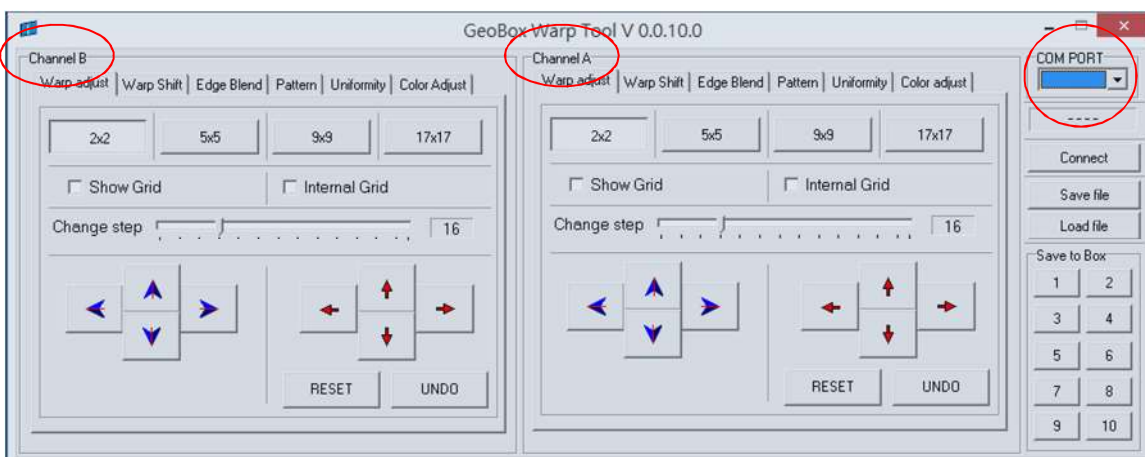 GeoBox Warp Tool V 0.0.10.0
Channel B
Warp adjust Warp Shift Edge Blend Pattern Uniformity Color Adjust
2x2 5x5 9x9 17x17
Show Grid Internal Grid
Change step 16
RESET UNDO
Channel A
Warp adjust Warp Shift Edge Blend Pattern Uniformity Color adjust
2x2 5x5 9x9 17x17
Show Grid Internal Grid
Change step 16
RESET UNDO
COM PORT
----
Connect
Save file
Load file
Save to Box
1 2
3 4
5 6
7 8
9 10